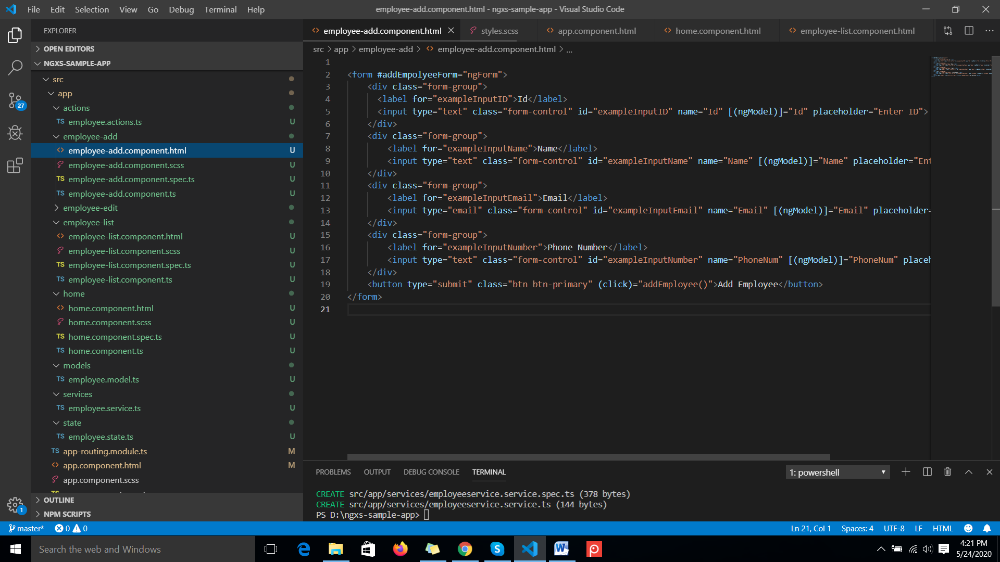 File Edit Selection View Go Debug Terminal Help
employee-add.component.html - ngxs-sample-app - Visual Studio Code
EXPLORER
OPEN EDITORS
NGXS-SAMPLE-APP
src
app
actions
TS employee.actions.ts U
employee-add
<> employee-add.component.html U
employee-add.component.scss U
TS employee-add.component.spec.ts U
TS employee-add.component.ts U
employee-edit
employee-list
<> employee-list.component.html U
employee-list.component.scss U
TS employee-list.component.spec.ts U
TS employee-list.component.ts U
home
<> home.component.html U
home.component.scss U
TS home.component.spec.ts U
TS home.component.ts U
models
TS employee.model.ts U
services
TS employee.service.ts U
state
TS employee.state.ts U
TS app-routing.module.ts M
<> app.component.html M
app.component.scss
OUTLINE
NPM SCRIPTS
27
1
<> employee-add.component.html
styles.scss
<> app.component.html
<> home.component.html
<> employee-list.component.html
src > app > employee-add > <> employee-add.component.html > ...
1
2 <form #addEmpolyeeForm="ngForm">
3 <div class="form-group">
4 <label for="exampleInputID">Id</label>
5 <input type="text" class="form-control" id="exampleInputID" name="Id" [(ngModel)]="Id" placeholder="Enter ID">
6 </div>
7 <div class="form-group">
8 <label for="exampleInputName">Name</label>
9 <input type="text" class="form-control" id="exampleInputName" name="Name" [(ngModel)]="Name" placeholder="Ent
10 </div>
11 <div class="form-group">
12 <label for="exampleInputEmail">Email</label>
13 <input type="email" class="form-control" id="exampleInputEmail" name="Email" [(ngModel)]="Email" placeholder=
14 </div>
15 <div class="form-group">
16 <label for="exampleInputNumber">Phone Number</label>
17 <input type="text" class="form-control" id="exampleInputNumber" name="PhoneNum" [(ngModel)]="PhoneNum" placeh
18 </div>
19 <button type="submit" class="btn btn-primary" (click)="addEmployee()">Add Employee</button>
20 </form>
21
PROBLEMS OUTPUT DEBUG CONSOLE TERMINAL
1: powershell
CREATE src/app/services/employeeservice.service.spec.ts (378 bytes)
CREATE src/app/services/employeeservice.service.ts (144 bytes)
PS D:\ngxs-sample-app>
master* 0 0
Ln 21, Col 1 Spaces: 4 UTF-8 LF HTML
Search the web and Windows
4:21 PM
5/24/2020